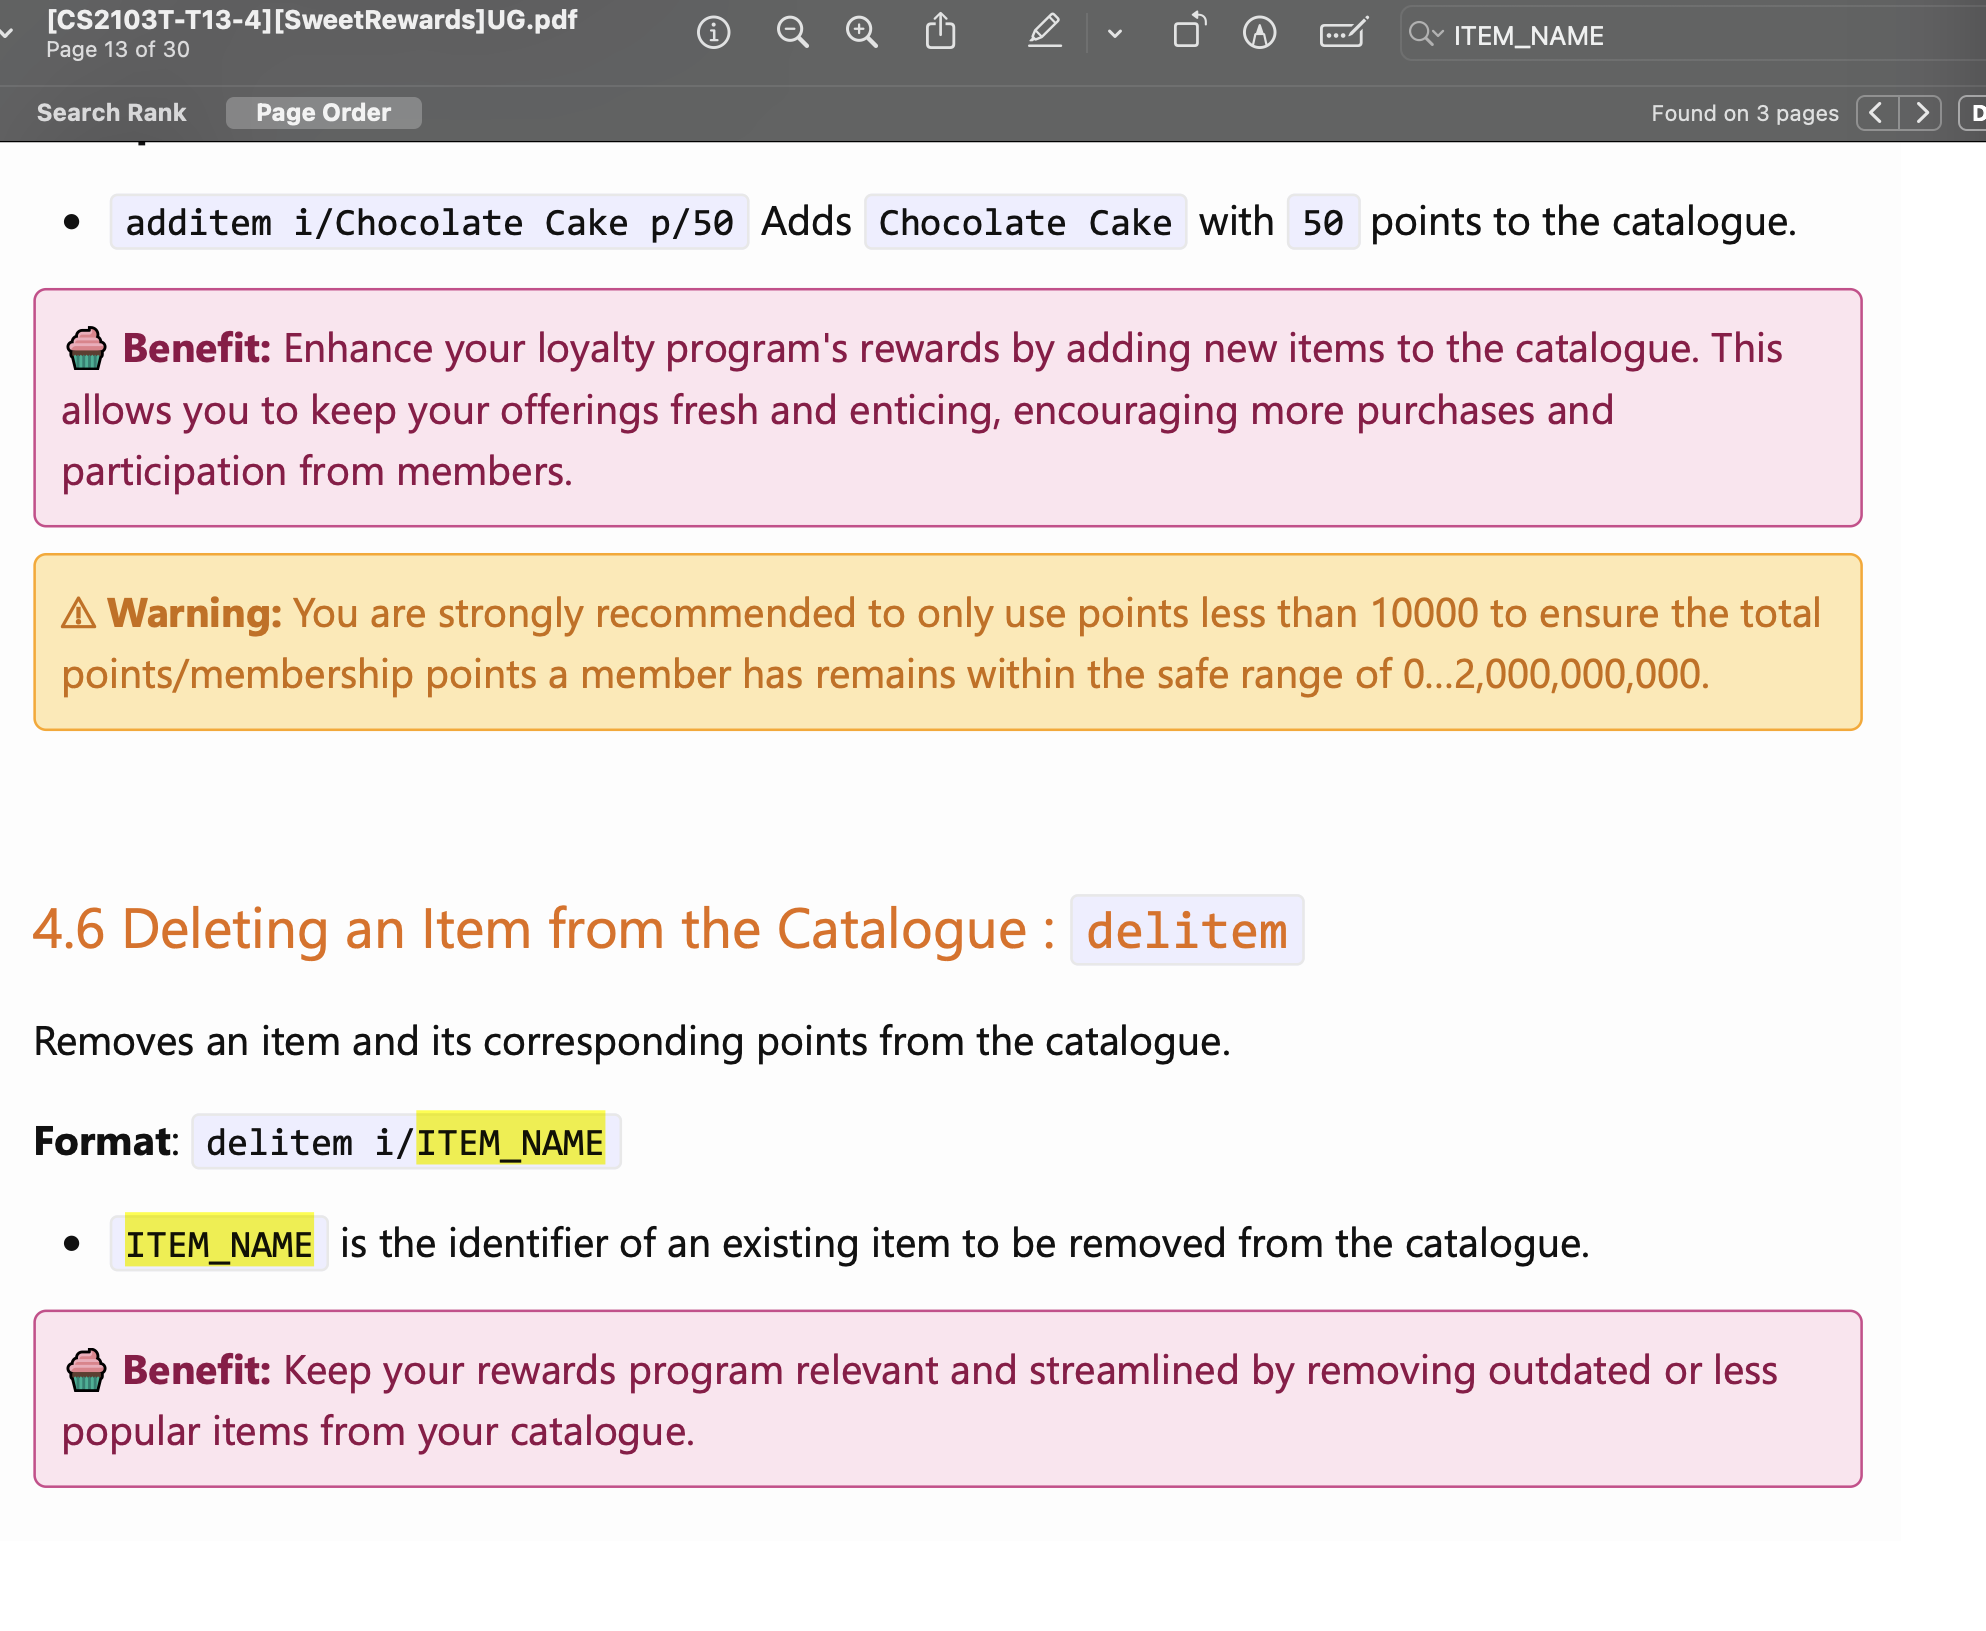 [CS2103T-T13-4][SweetRewards]UG.pdf
Page 13 of 30
ITEM_NAME
Search Rank
Page Order
Found on 3 pages
additem i/Chocolate Cake p/50 Adds Chocolate Cake with 50 points to the catalogue.
Benefit: Enhance your loyalty program's rewards by adding new items to the catalogue. This
allows you to keep your offerings fresh and enticing, encouraging more purchases and
participation from members.
Warning: You are strongly recommended to only use points less than 10000 to ensure the total
points/membership points a member has remains within the safe range of 0...2,000,000,000.
4.6 Deleting an Item from the Catalogue : delitem
Removes an item and its corresponding points from the catalogue.
Format: delitem i/ITEM_NAME
ITEM_NAME is the identifier of an existing item to be removed from the catalogue.
Benefit: Keep your rewards program relevant and streamlined by removing outdated or less
popular items from your catalogue.